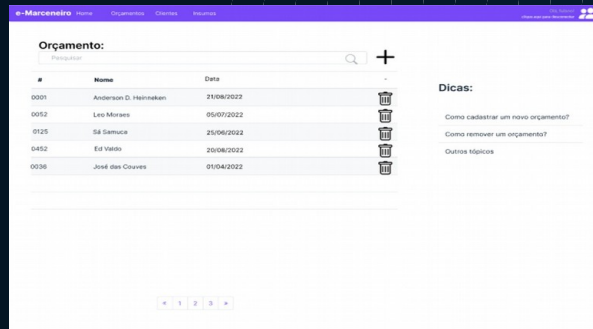 e-Marceneiro Home Orçamentos Clientes Insumos
Orçamento:
Pesquisar
# Nome Data -
0001 Anderson D. Heinneken 21/08/2022
0052 Leo Moraes 05/07/2022
0125 Sá Samuce 25/06/2022
0452 Ed Valdo 20/08/2022
0036 José das Couves 01/04/2022
« 1 2 3 »
Dicas:
Como cadastrar um novo orçamento?
Como remover um orçamento?
Outros tópicos